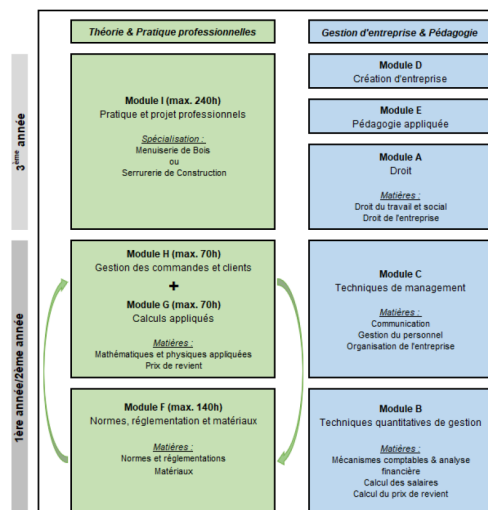 Théorie & Pratique professionnelles
Gestion d'entreprise & Pédagogie
3ème année
Module I (max. 240h)
Pratique et projet professionnels
Spécialisation :
Menuiserie de Bois
ou
Serrurerie de Construction
Module D
Création d'entreprise
Module E
Pédagogie appliquée
Module A
Droit
Matières :
Droit du travail et social
Droit de l'entreprise
1ère année/2ème année
Module H (max. 70h)
Gestion des commandes et clients
+
Module G (max. 70h)
Calculs appliqués
Matières :
Mathématiques et physiques appliquées
Prix de revient
Module C
Techniques de management
Matières :
Communication
Gestion du personnel
Organisation de l'entreprise
Module F (max. 140h)
Normes, réglementation et matériaux
Matières :
Normes et réglementations
Matériaux
Module B
Techniques quantitatives de gestion
Matières :
Mécanismes comptables & analyse
financière
Calcul des salaires
Calcul du prix de revient